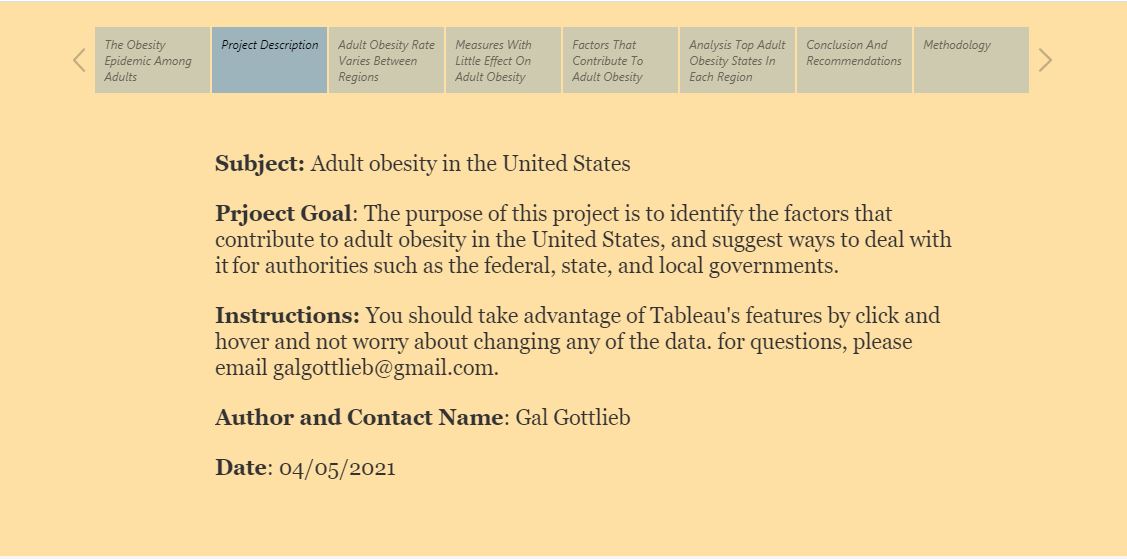 The Obesity
Epidemic Among
Adults
Project Description
Adult Obesity Rate
Varies Between
Regions
Measures With
Little Effect On
Adult Obesity
Factors That
Contribute To
Adult Obesity
Analysis Top Adult
Obesity States In
Each Region
Conclusion And
Recommendations
Methodology
Subject: Adult obesity in the United States
Prjoect Goal: The purpose of this project is to identify the factors that
contribute to adult obesity in the United States, and suggest ways to deal with
it for authorities such as the federal, state, and local governments.
Instructions: You should take advantage of Tableau's features by click and
hover and not worry about changing any of the data. for questions, please
email galgottlieb@gmail.com.
Author and Contact Name: Gal Gottlieb
Date: 04/05/2021